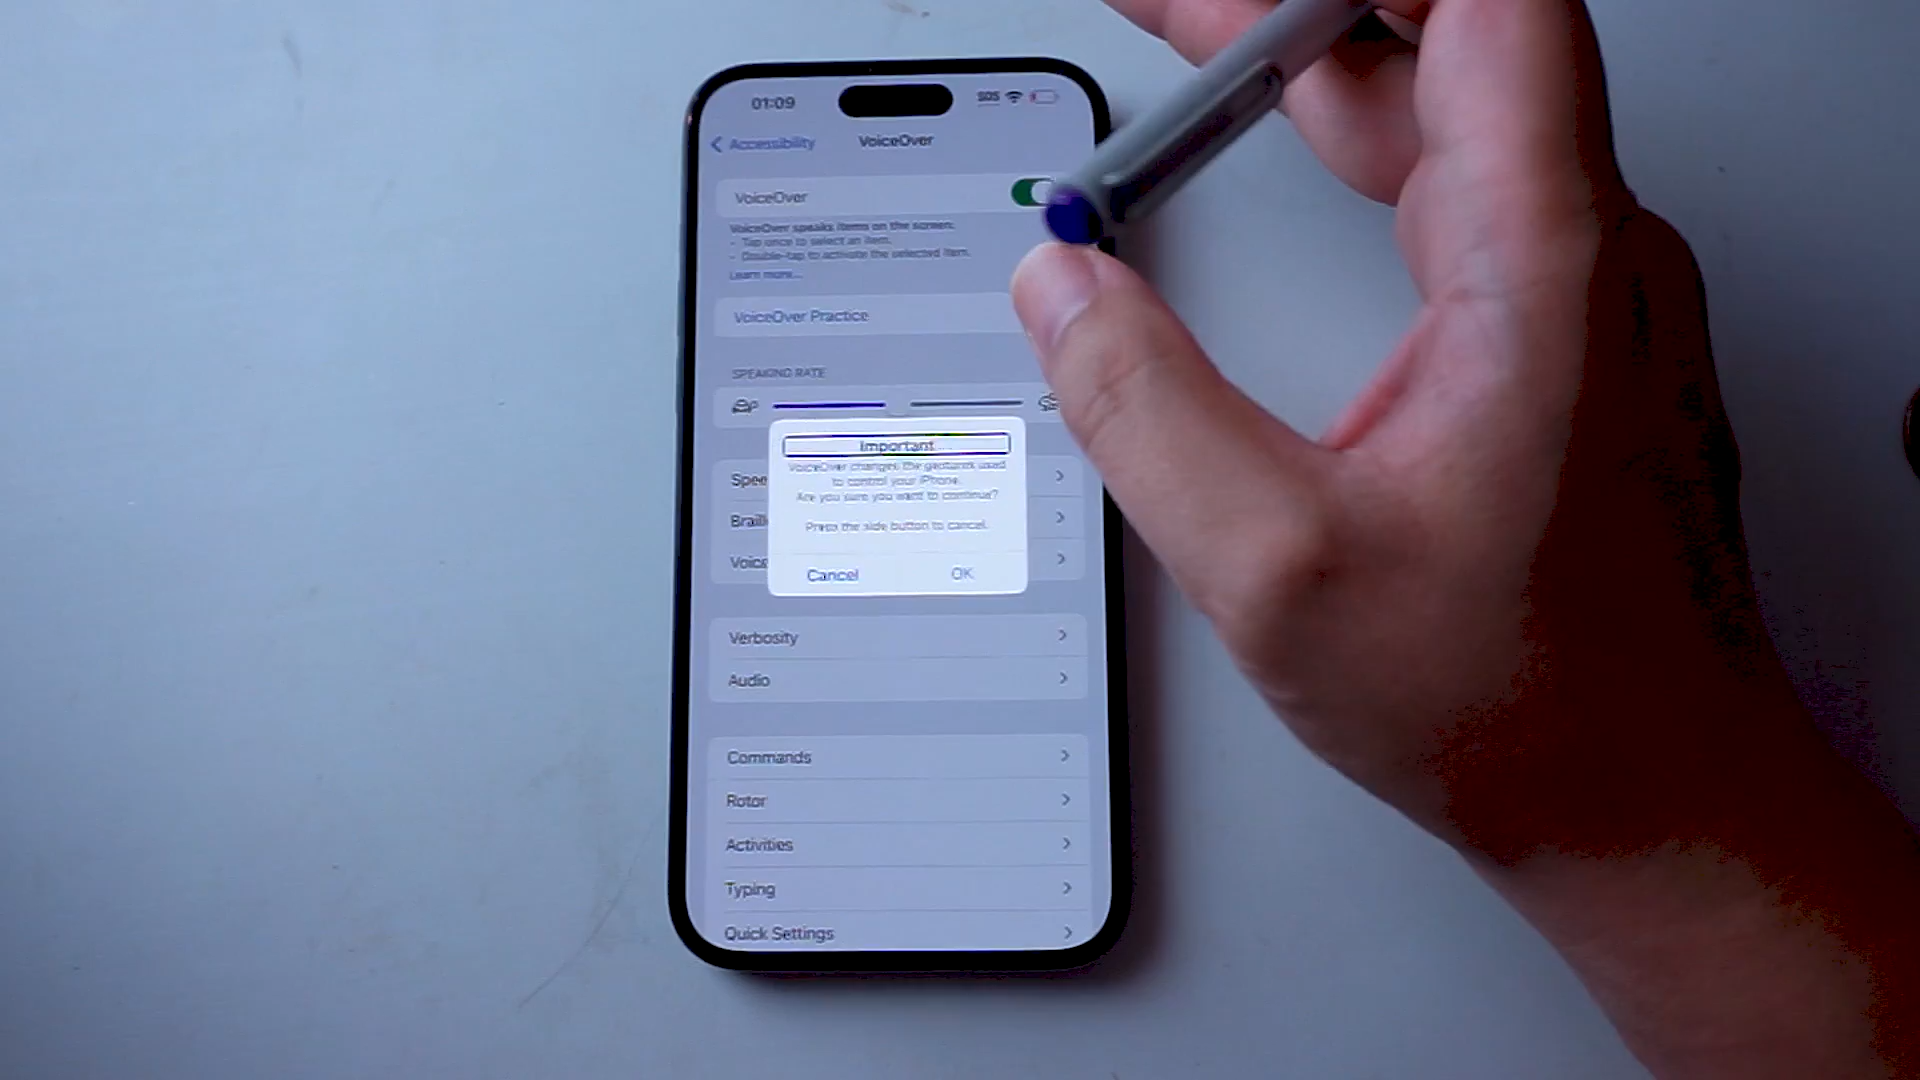 01:09
SOS
Accessibility
VoiceOver
VoiceOver
VoiceOver speaks items on the screen:
- Tap once to select an item.
- Double-tap to activate the selected item.
Learn more...
VoiceOver Practice
SPEAKING RATE
Important
VoiceOver changes the gestures used
to control your iPhone.
Are you sure you want to continue?
Press the side button to cancel.
Cancel
OK
Spee
Braill
Voice
Verbosity
Audio
Commands
Rotor
Activities
Typing
Quick Settings